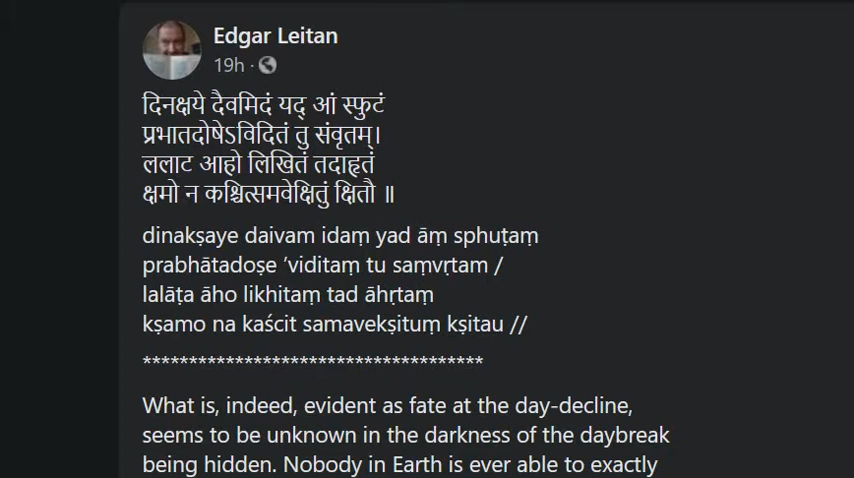 Edgar Leitan
19h ·
दिनक्षये दैवमिदं यद् आं स्फुटं
प्रभातदोषेऽविदितं तु संवृतम्।
ललाट आहो लिखितं तदाहृतं
क्षमो न कश्चित्समवेक्षितुं क्षितौ ॥
dinakṣaye daivam idaṃ yad āṃ sphuṭaṃ
prabhātadoṣe ’viditaṃ tu saṃvṛtam /
lalāṭa āho likhitaṃ tad āhṛtaṃ
kṣamo na kaścit samavekṣituṃ kṣitau //
*************************************
What is, indeed, evident as fate at the day-decline,
seems to be unknown in the darkness of the daybreak
being hidden. Nobody in Earth is ever able to exactly